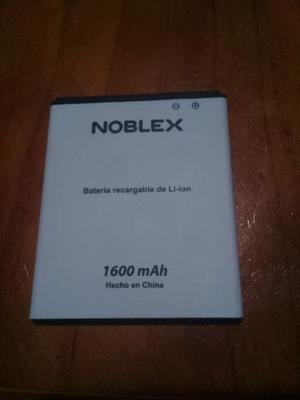 NOBLEX
Batería recargable de Li-ion
1600 mAh
Hecho en China